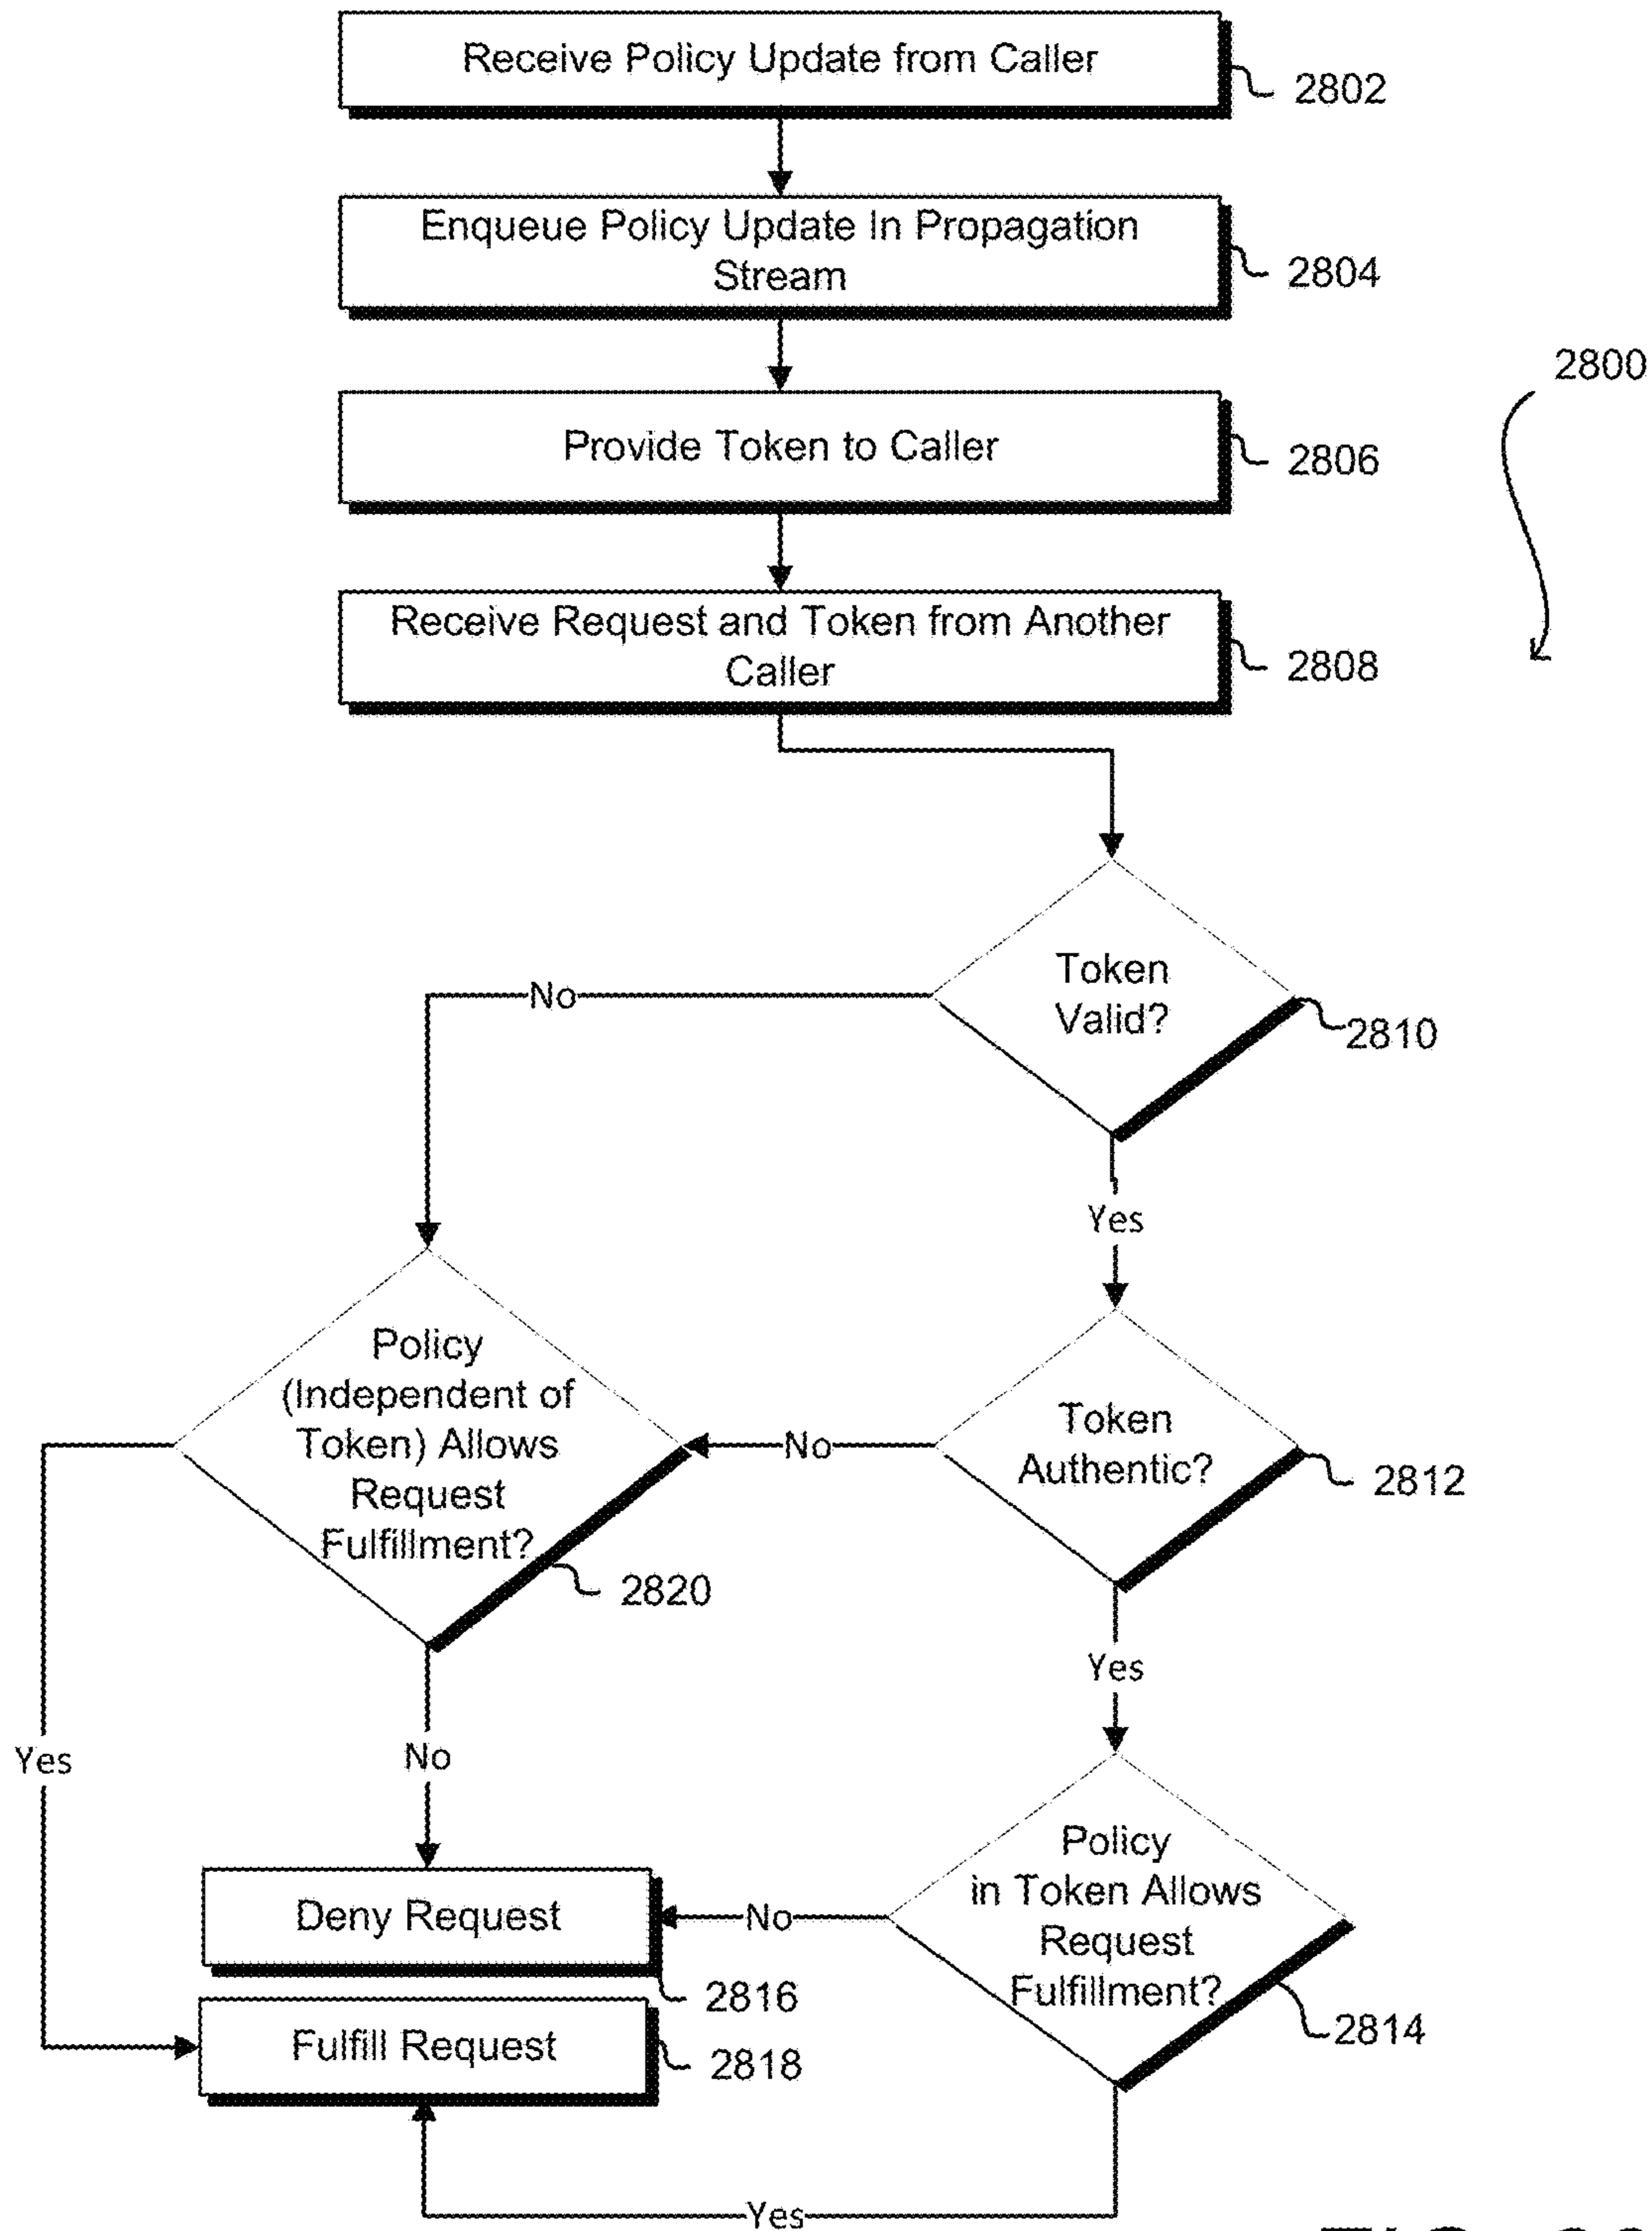 Receive Policy Update from Caller
2802
Enqueue Policy Update In Propagation
Stream
2804
2800
Provide Token to Caller
2806
Receive Request and Token from Another
Caller
2808
Token
Valid?
2810
No
Yes
Policy
(Independent of
Token) Allows
Request
Fulfillment?
2820
No
Token
Authentic?
2812
Yes
Yes
No
Policy
in Token Allows
Request
Fulfillment?
2814
Deny Request
2816
No
Fulfill Request
2818
Yes